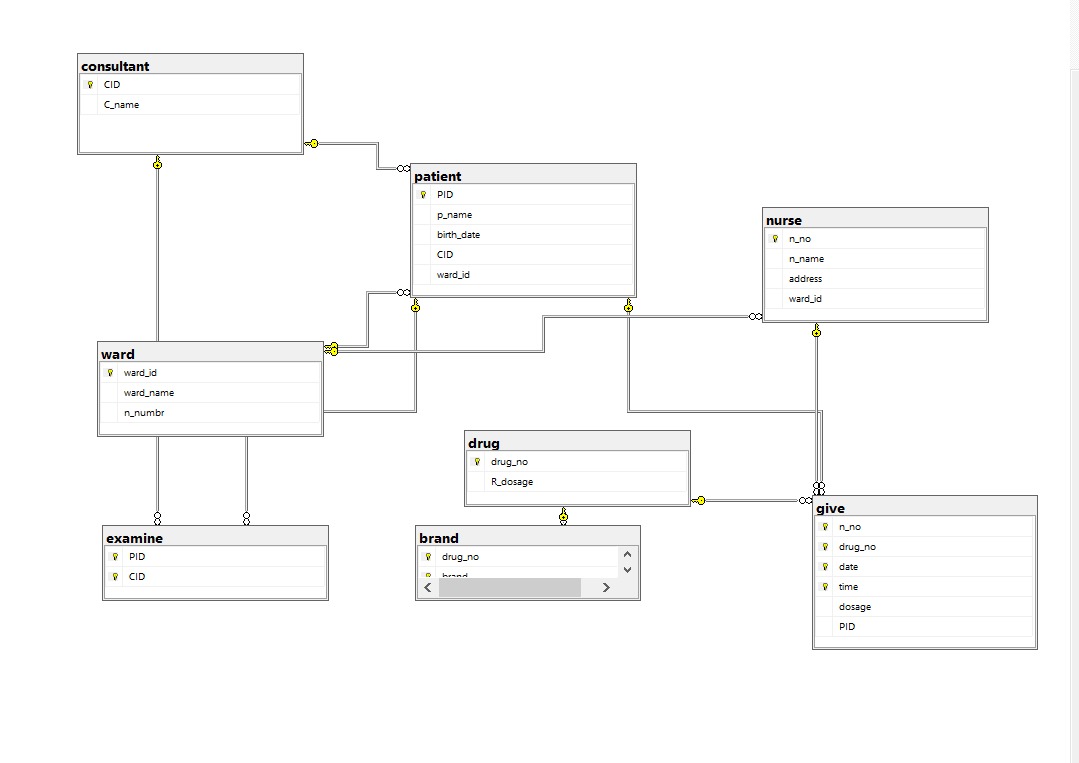 consultant
CID
C_name
patient
PID
p_name
birth_date
CID
ward_id
nurse
n_no
n_name
address
ward_id
ward
ward_id
ward_name
n_numbr
drug
drug_no
R_dosage
examine
PID
CID
brand
drug_no
brand
give
n_no
drug_no
date
time
dosage
PID